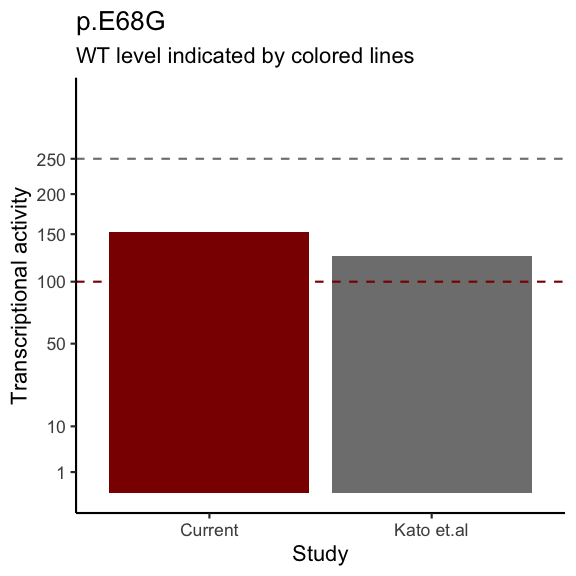 p.E68G
WT level indicated by colored lines
Transcriptional activity
250
200
150
100
50
10
1
Current
Kato et.al
Study